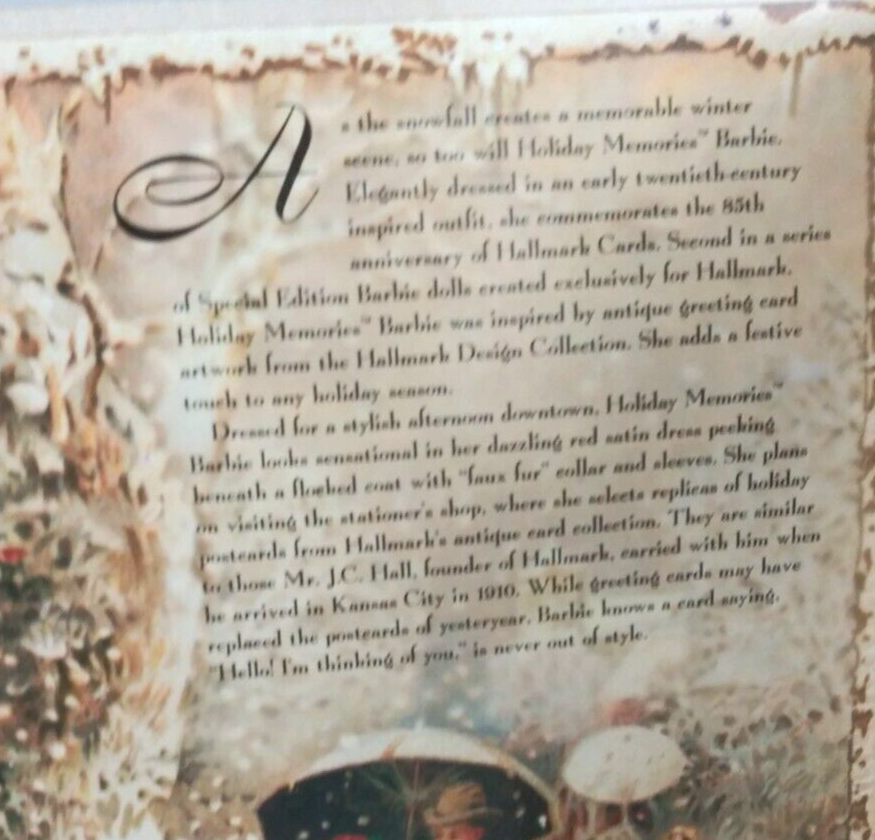 As the snowfall creates a memorable winter
scene, so too will Holiday Memories™ Barbie.
Elegantly dressed in an early twentieth-century
inspired outfit, she commemorates the 85th
anniversary of Hallmark Cards. Second in a series
of Special Edition Barbie dolls created exclusively for Hallmark,
Holiday Memories™ Barbie was inspired by antique greeting card
artwork from the Hallmark Design Collection. She adds a festive
touch to any holiday season.
Dressed for a stylish afternoon downtown, Holiday Memories™
Barbie looks sensational in her dazzling red satin dress peeking
beneath a flocked coat with "faux fur" collar and sleeves. She plans
on visiting the stationer's shop, where she selects replicas of holiday
postcards from Hallmark's antique card collection. They are similar
to those Mr. J.C. Hall, founder of Hallmark, carried with him when
he arrived in Kansas City in 1910. While greeting cards may have
replaced the postcards of yesteryear, Barbie knows a card saying,
"Hello! I'm thinking of you," is never out of style.